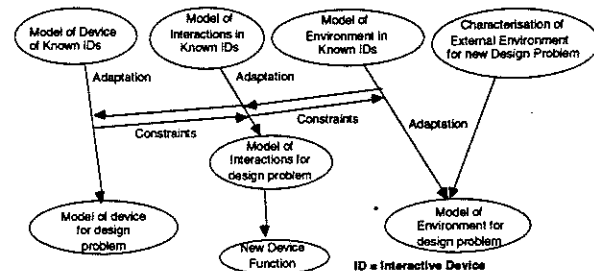 Model of Device
of Known IDs
Model of
Interactions in
Known IDs
Model of
Environment in
Known IDs
Characterisation of
External Environment
for new Design Problem
Adaptation
Adaptation
Constraints
Constraints
Adaptation
Model of
Interactions for
design problem
Model of device
for design
problem
New Device
Function
Model of
Environment for
design problem
ID = Interactive Device